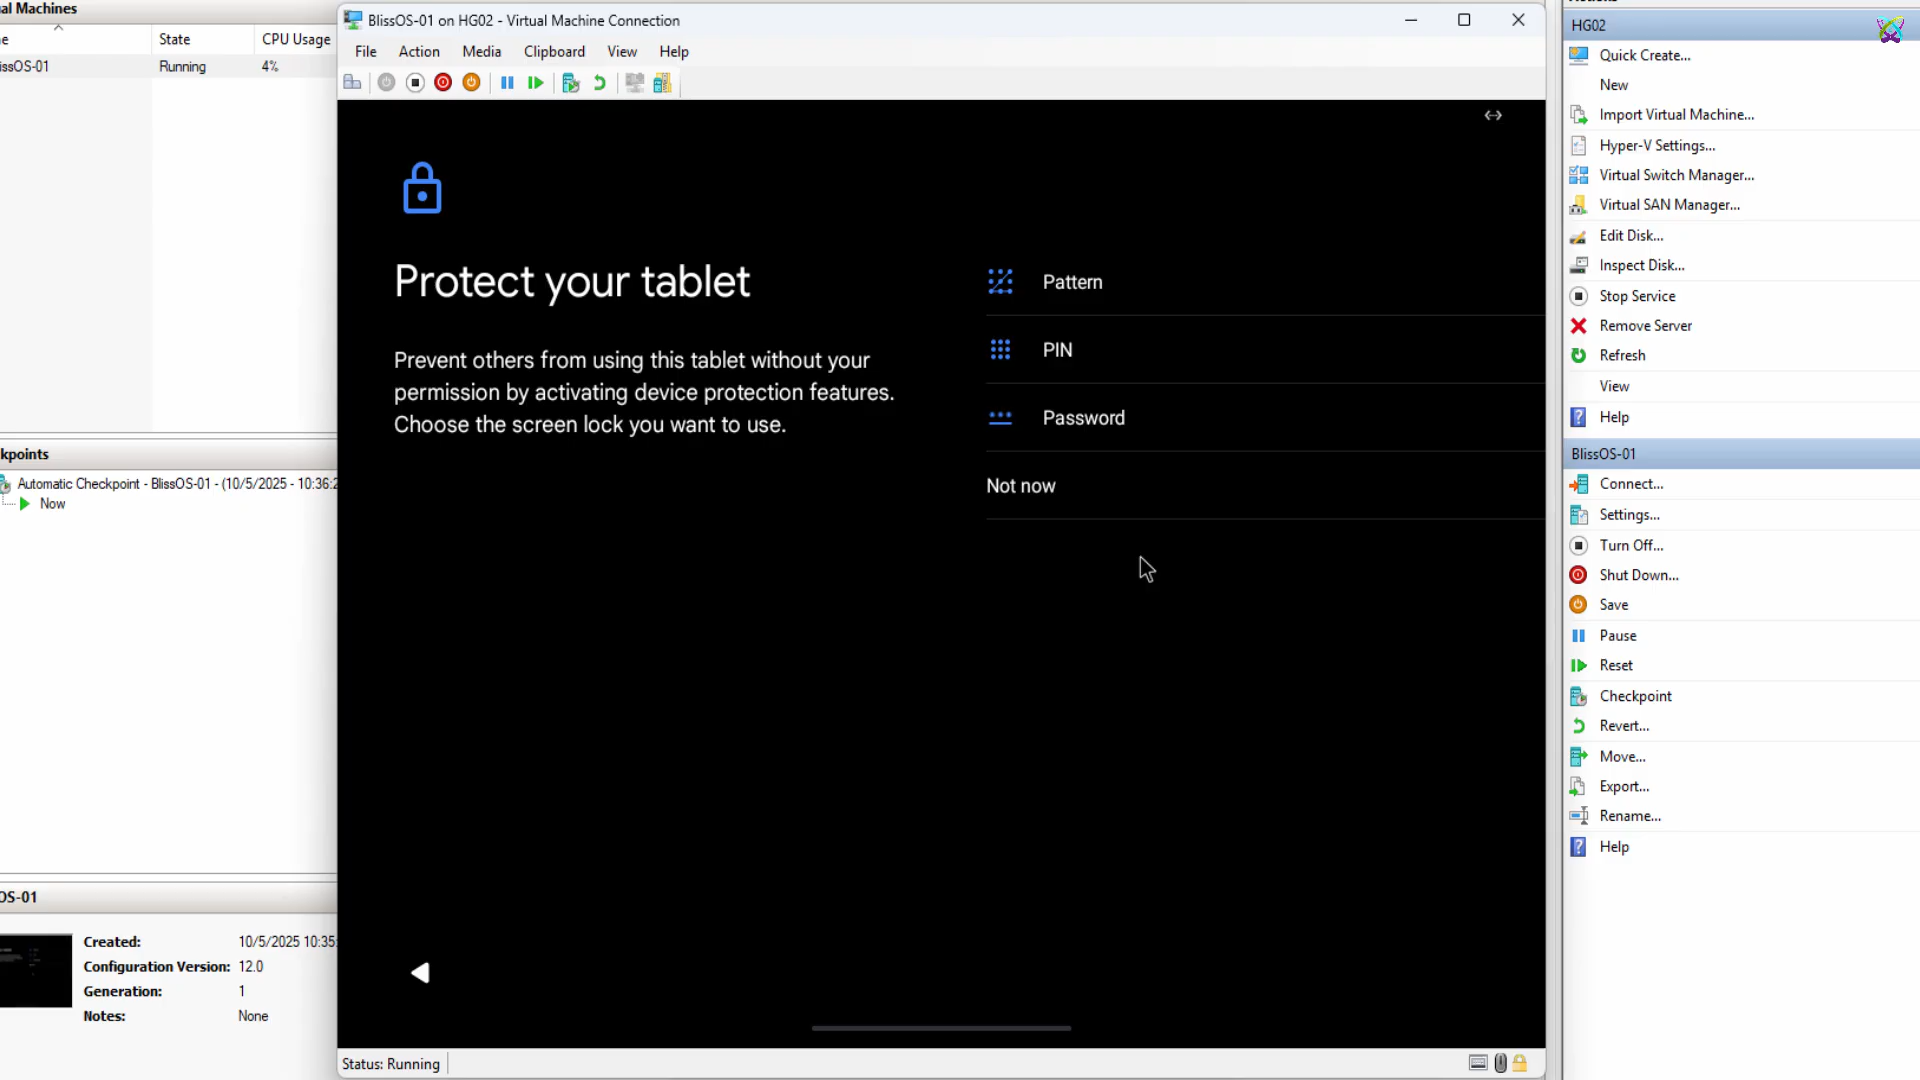 al Machines
e
State
CPU Usage
issOS-01
Running
4%
kpoints
Automatic Checkpoint - BlissOS-01 - (10/5/2025 - 10:36:2
Now
OS-01
Created:
10/5/2025 10:35:
Configuration Version:
12.0
Generation:
1
Notes:
None
BlissOS-01 on HG02 - Virtual Machine Connection
File
Action
Media
Clipboard
View
Help
Protect your tablet
Prevent others from using this tablet without your
permission by activating device protection features.
Choose the screen lock you want to use.
Pattern
PIN
Password
Not now
Status: Running
HG02
Quick Create...
New
Import Virtual Machine...
Hyper-V Settings...
Virtual Switch Manager...
Virtual SAN Manager...
Edit Disk...
Inspect Disk...
Stop Service
Remove Server
Refresh
View
Help
BlissOS-01
Connect...
Settings...
Turn Off...
Shut Down...
Save
Pause
Reset
Checkpoint
Revert...
Move...
Export...
Rename...
Help